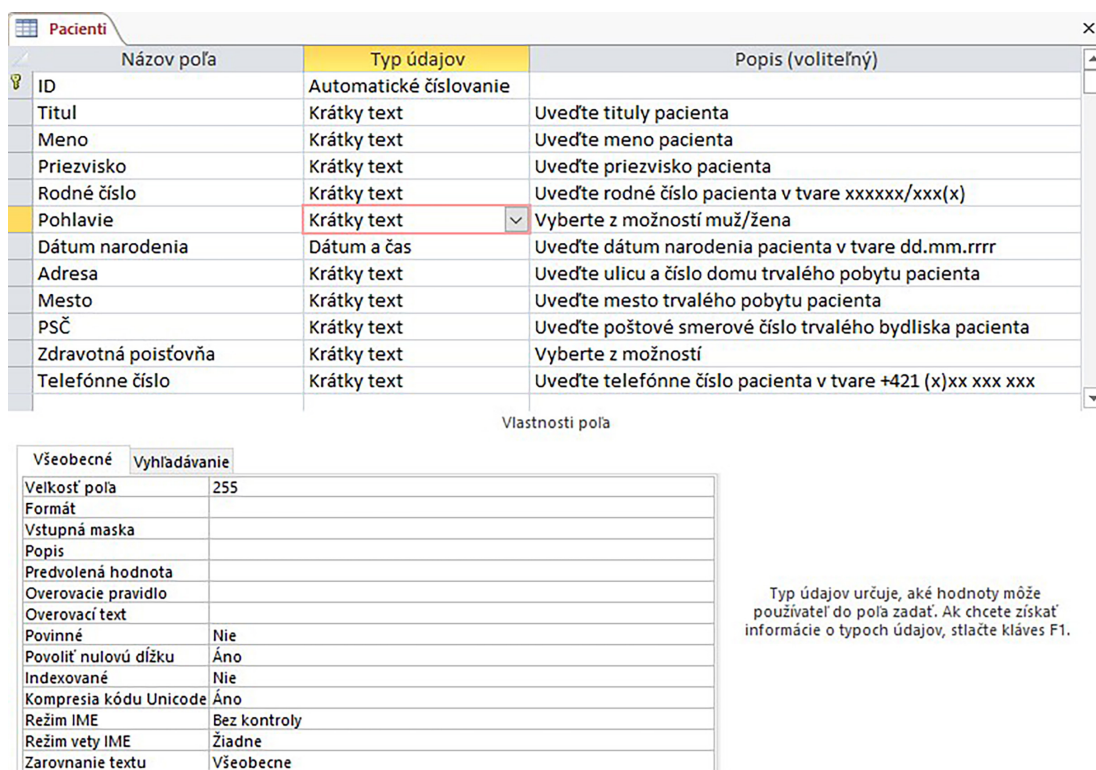 Pacienti
Názov poľa Typ údajov Popis (voliteľný)
ID Automatické číslovanie
Titul Krátky text Uveďte tituly pacienta
Meno Krátky text Uveďte meno pacienta
Priezvisko Krátky text Uveďte priezvisko pacienta
Rodné číslo Krátky text Uveďte rodné číslo pacienta v tvare xxxxxx/xxx(x)
Pohlavie Krátky text Vyberte z možností muž/žena
Dátum narodenia Dátum a čas Uveďte dátum narodenia pacienta v tvare dd.mm.rrrr
Adresa Krátky text Uveďte ulicu a číslo domu trvalého pobytu pacienta
Mesto Krátky text Uveďte mesto trvalého pobytu pacienta
PSČ Krátky text Uveďte poštové smerové číslo trvalého bydliska pacienta
Zdravotná poisťovňa Krátky text Vyberte z možností
Telefónne číslo Krátky text Uveďte telefónne číslo pacienta v tvare +421 (x)xx xxx xxx
Vlastnosti poľa
Všeobecné Vyhľadávanie
Veľkosť poľa 255
Formát
Vstupná maska
Popis
Predvolená hodnota
Overovacie pravidlo
Overovací text
Povinné Nie
Povoliť nulovú dĺžku Áno
Indexované Nie
Kompresia kódu Unicode Áno
Režim IME Bez kontroly
Režim vety IME Žiadne
Zarovnanie textu Všeobecne
Typ údajov určuje, aké hodnoty môže
používateľ do poľa zadať. Ak chcete získať
informácie o typoch údajov, stlačte kláves F1.